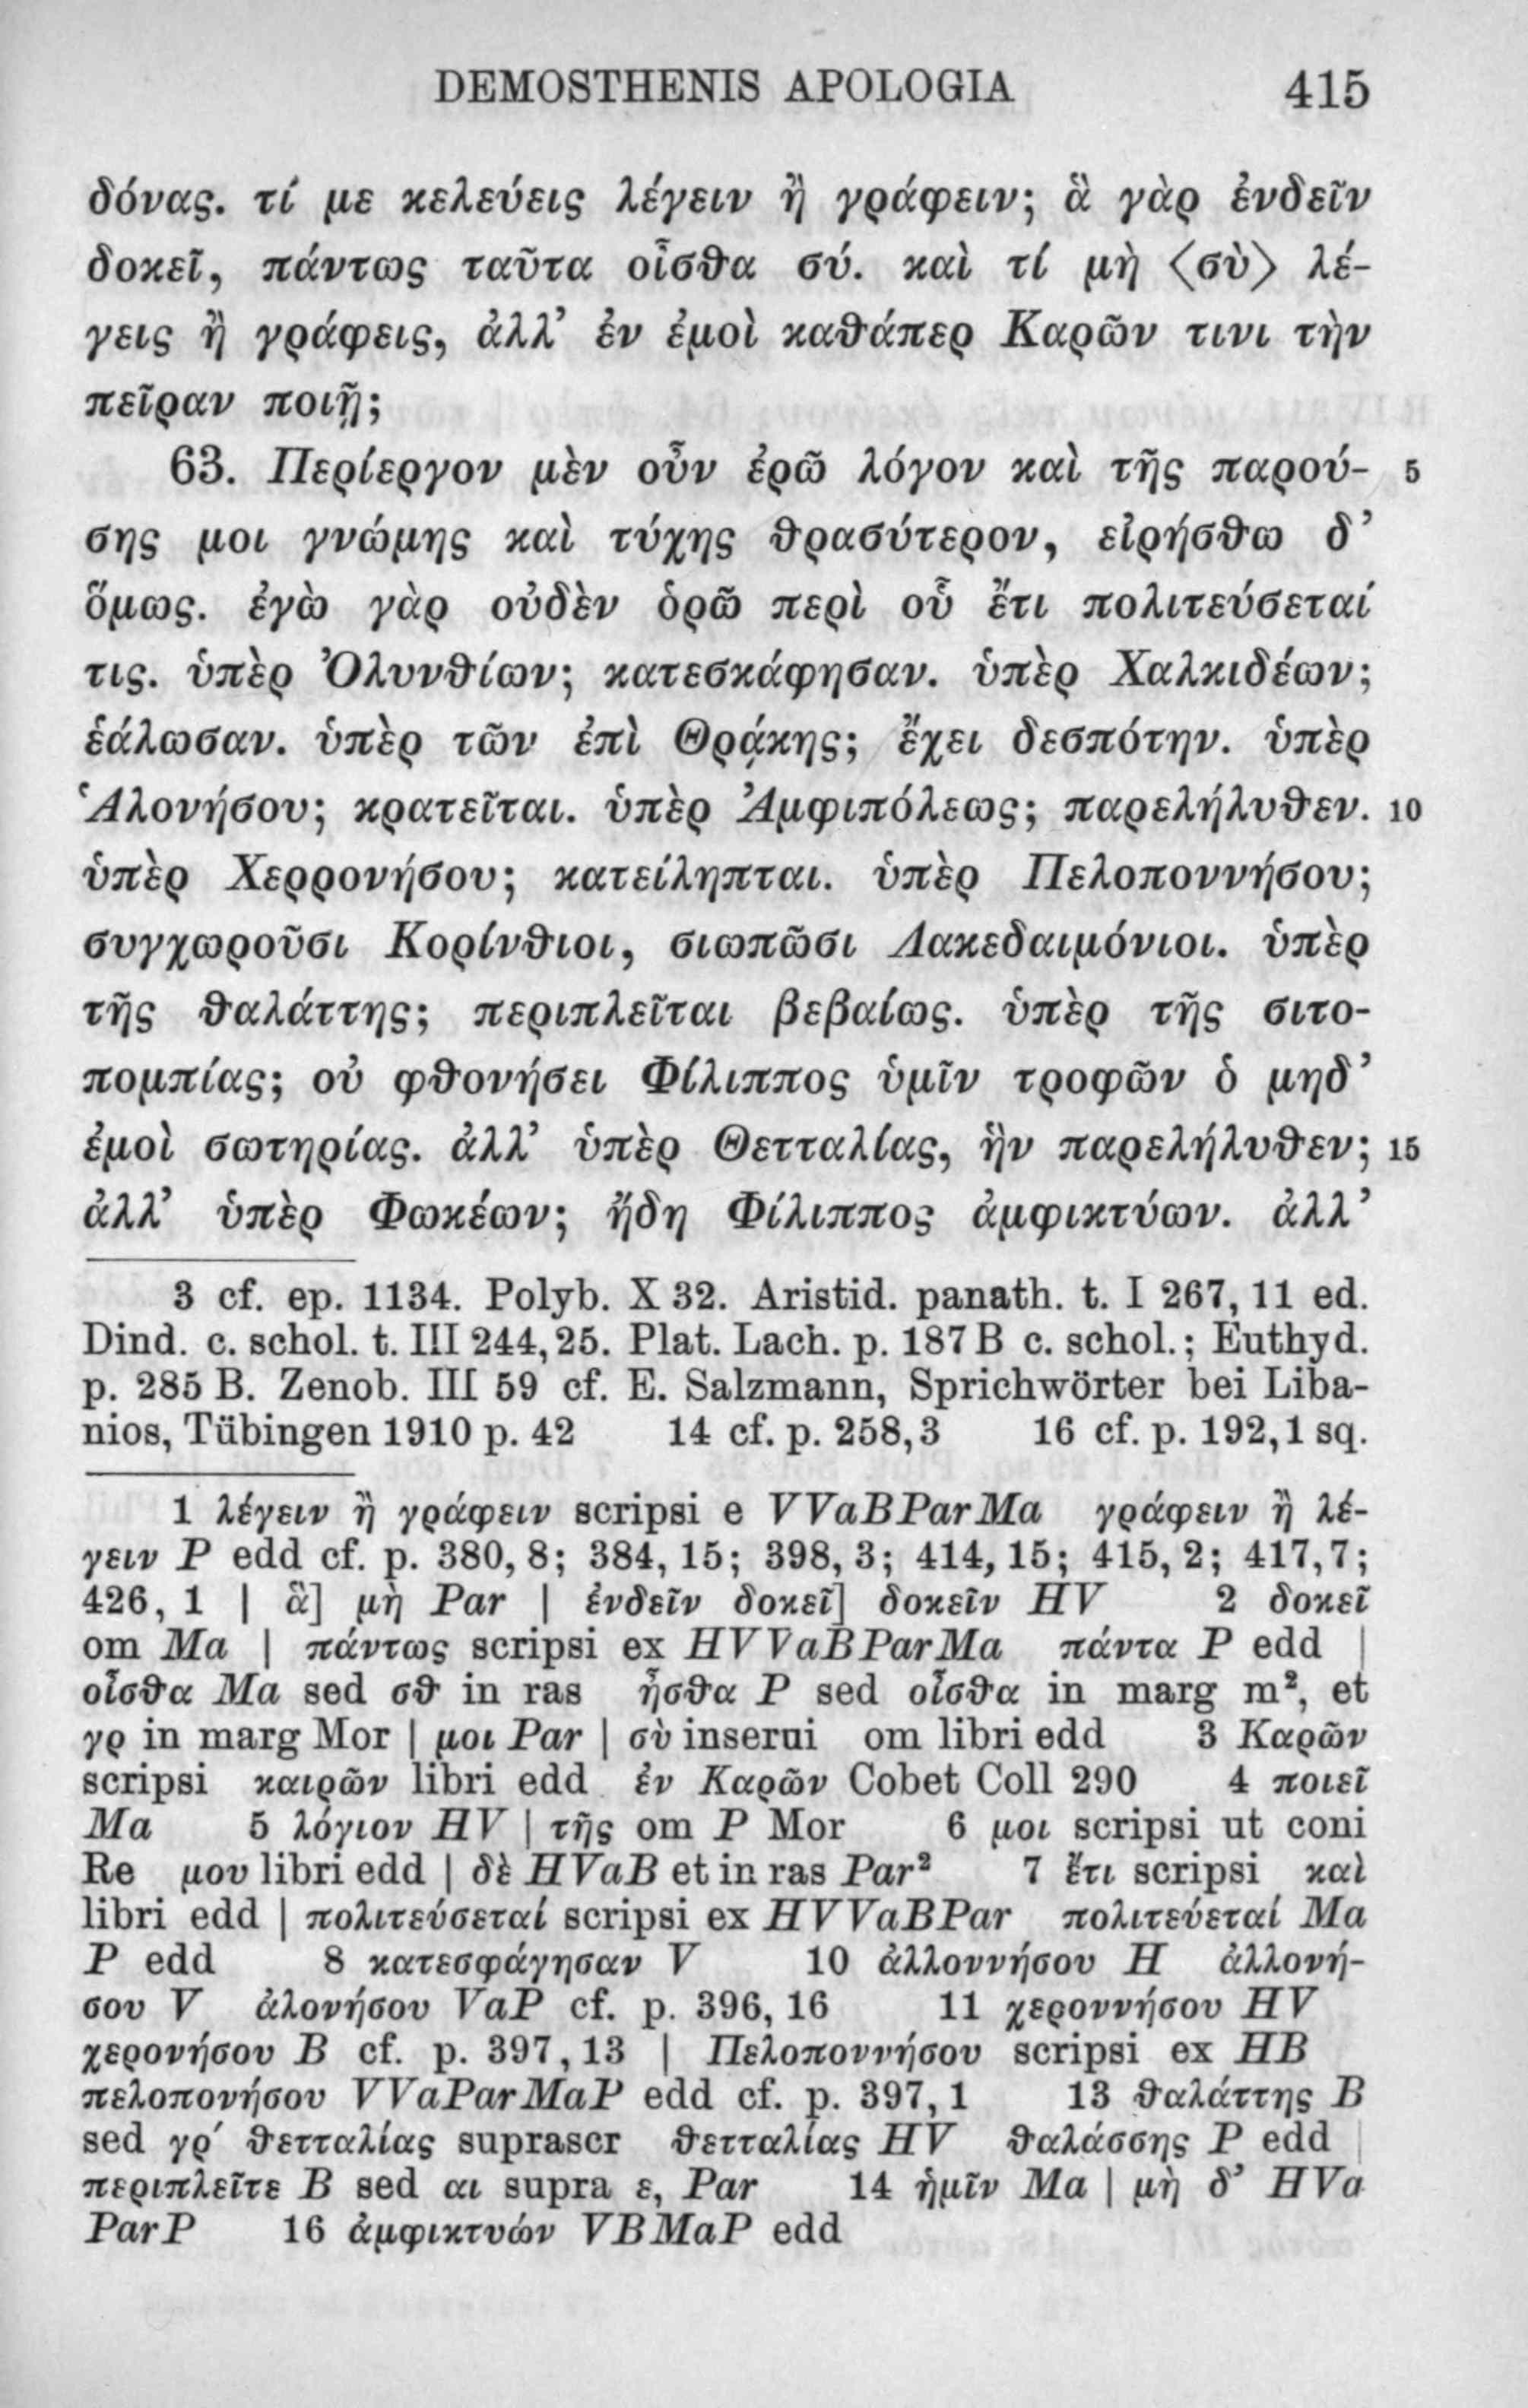 DEMOSTHENIS APOLOGIA 415
δόνας. τί με κελεύεις λέγειν ἢ γράφειν; ἃ γὰρ ἐνδεῖν
δοκεῖ, πάντως ταῦτα οἶσθα σύ. καὶ τί μὴ ⟨σὺ⟩ λέ-
γεις ἢ γράφεις, ἀλλ’ ἐν ἐμοὶ καθάπερ Καρῶν τινι τὴν
πεῖραν ποιῇ;
63. Περίεργον μὲν οὖν ἐρῶ λόγον καὶ τῆς παρού- 5
σης μοι γνώμης καὶ τύχης θρασύτερον, εἰρήσθω δ’
ὅμως. ἐγὼ γὰρ οὐδὲν ὁρῶ περὶ οὗ ἔτι πολιτεύσεταί
τις. ὑπὲρ Ὀλυνθίων; κατεσκάφησαν. ὑπὲρ Χαλκιδέων;
ἑάλωσαν. ὑπὲρ τῶν ἐπὶ Θρᾴκης; ἔχει δεσπότην. ὑπὲρ
Ἁλονήσου; κρατεῖται. ὑπὲρ Ἀμφιπόλεως; παρελήλυθεν. 10
ὑπὲρ Χερρονήσου; κατείληπται. ὑπὲρ Πελοποννήσου;
συγχωροῦσι Κορίνθιοι, σιωπῶσι Λακεδαιμόνιοι. ὑπὲρ
τῆς θαλάττης; περιπλεῖται βεβαίως. ὑπὲρ τῆς σιτο-
πομπίας; οὐ φθονήσει Φίλιππος ὑμῖν τροφῶν ὁ μηδ’
ἐμοὶ σωτηρίας. ἀλλ’ ὑπὲρ Θετταλίας, ἣν παρελήλυθεν; 15
ἀλλ’ ὑπὲρ Φωκέων; ἤδη Φίλιππος ἀμφικτύων. ἀλλ’
3 cf. ep. 1134. Polyb. X 32. Aristid. panath. t. I 267, 11 ed.
Dind. c. schol. t. III 244, 25. Plat. Lach. p. 187 B c. schol.; Euthyd.
p. 285 B. Zenob. III 59 cf. E. Salzmann, Sprichwörter bei Liba-
nios, Tübingen 1910 p. 42 14 cf. p. 258, 3 16 cf. p. 192, 1 sq.
1 λέγειν ἢ γράφειν scripsi e VVaBParMa γράφειν ἢ λέ-
γειν P edd cf. p. 380, 8; 384, 15; 398, 3; 414, 15; 415, 2; 417, 7;
426, 1 | ἃ] μὴ Par | ἐνδεῖν δοκεῖ] δοκεῖν HV 2 δοκεῖ
om Ma | πάντως scripsi ex HVVaBParMa πάντα P edd |
οἶσθα Ma sed σθ in ras ἦσθα P sed οἶσθα in marg m², et
γρ in marg Mor | μοι Par | σὺ inserui om libri edd 3 Καρῶν
scripsi καιρῶν libri edd ἐν Καρῶν Cobet Coll 290 4 ποιεῖ
Ma 5 λόγιον HV | τῆς om P Mor 6 μοι scripsi ut coni
Re μου libri edd | δὲ HVaB et in ras Par² 7 ἔτι scripsi καὶ
libri edd | πολιτεύσεταί scripsi ex HVVaBPar πολιτεύεταί Ma
P edd 8 κατεσφάγησαν V 10 ἀλλοννήσου H ἀλλονή-
σου V ἀλονήσου VaP cf. p. 396, 16 11 χεροννήσου HV
χερονήσου B cf. p. 397, 13 | Πελοποννήσου scripsi ex HB
πελοπονήσου VVaParMaP edd cf. p. 397, 1 13 θαλάττης B
sed γρ´ θετταλίας suprascr θετταλίας HV θαλάσσης P edd |
περιπλεῖτε B sed αι supra ε, Par 14 ἡμῖν Ma | μὴ δ’ HVa
ParP 16 ἀμφικτυών VBMaP edd